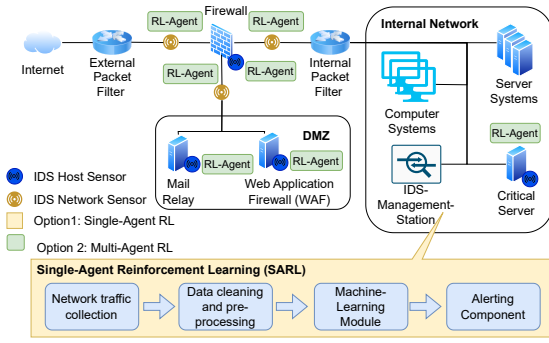 Firewall
RL-Agent
RL-Agent
Internal Network
Internet
External
Packet
Filter
RL-Agent
RL-Agent
Internal
Packet
Filter
Computer
Systems
Server
Systems
DMZ
RL-Agent
RL-Agent
RL-Agent
Mail
Relay
Web Application
Firewall (WAF)
IDS-
Management-
Station
Critical
Server
IDS Host Sensor
IDS Network Sensor
Option1: Single-Agent RL
Option 2: Multi-Agent RL
Single-Agent Reinforcement Learning (SARL)
Network traffic
collection
Data cleaning
and pre-
processing
Machine-
Learning
Module
Alerting
Component